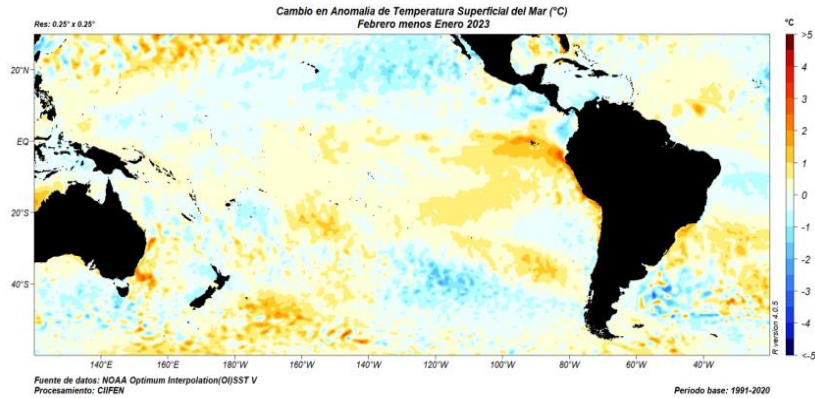 Cambio en Anomalía de Temperatura Superficial del Mar (°C)
Febrero menos Enero 2023
Res: 0.25° x 0.25°
°C
>5
4
3
2
1
0
-1
-2
-3
-4
<-5
20°N
EQ
20°S
40°S
140°E
160°E
180°W
160°W
140°W
120°W
100°W
80°W
60°W
40°W
R version 4.0.5
Fuente de datos: NOAA Optimum Interpolation(OI)SST V
Procesamiento: CIIFEN
Periodo base: 1991-2020